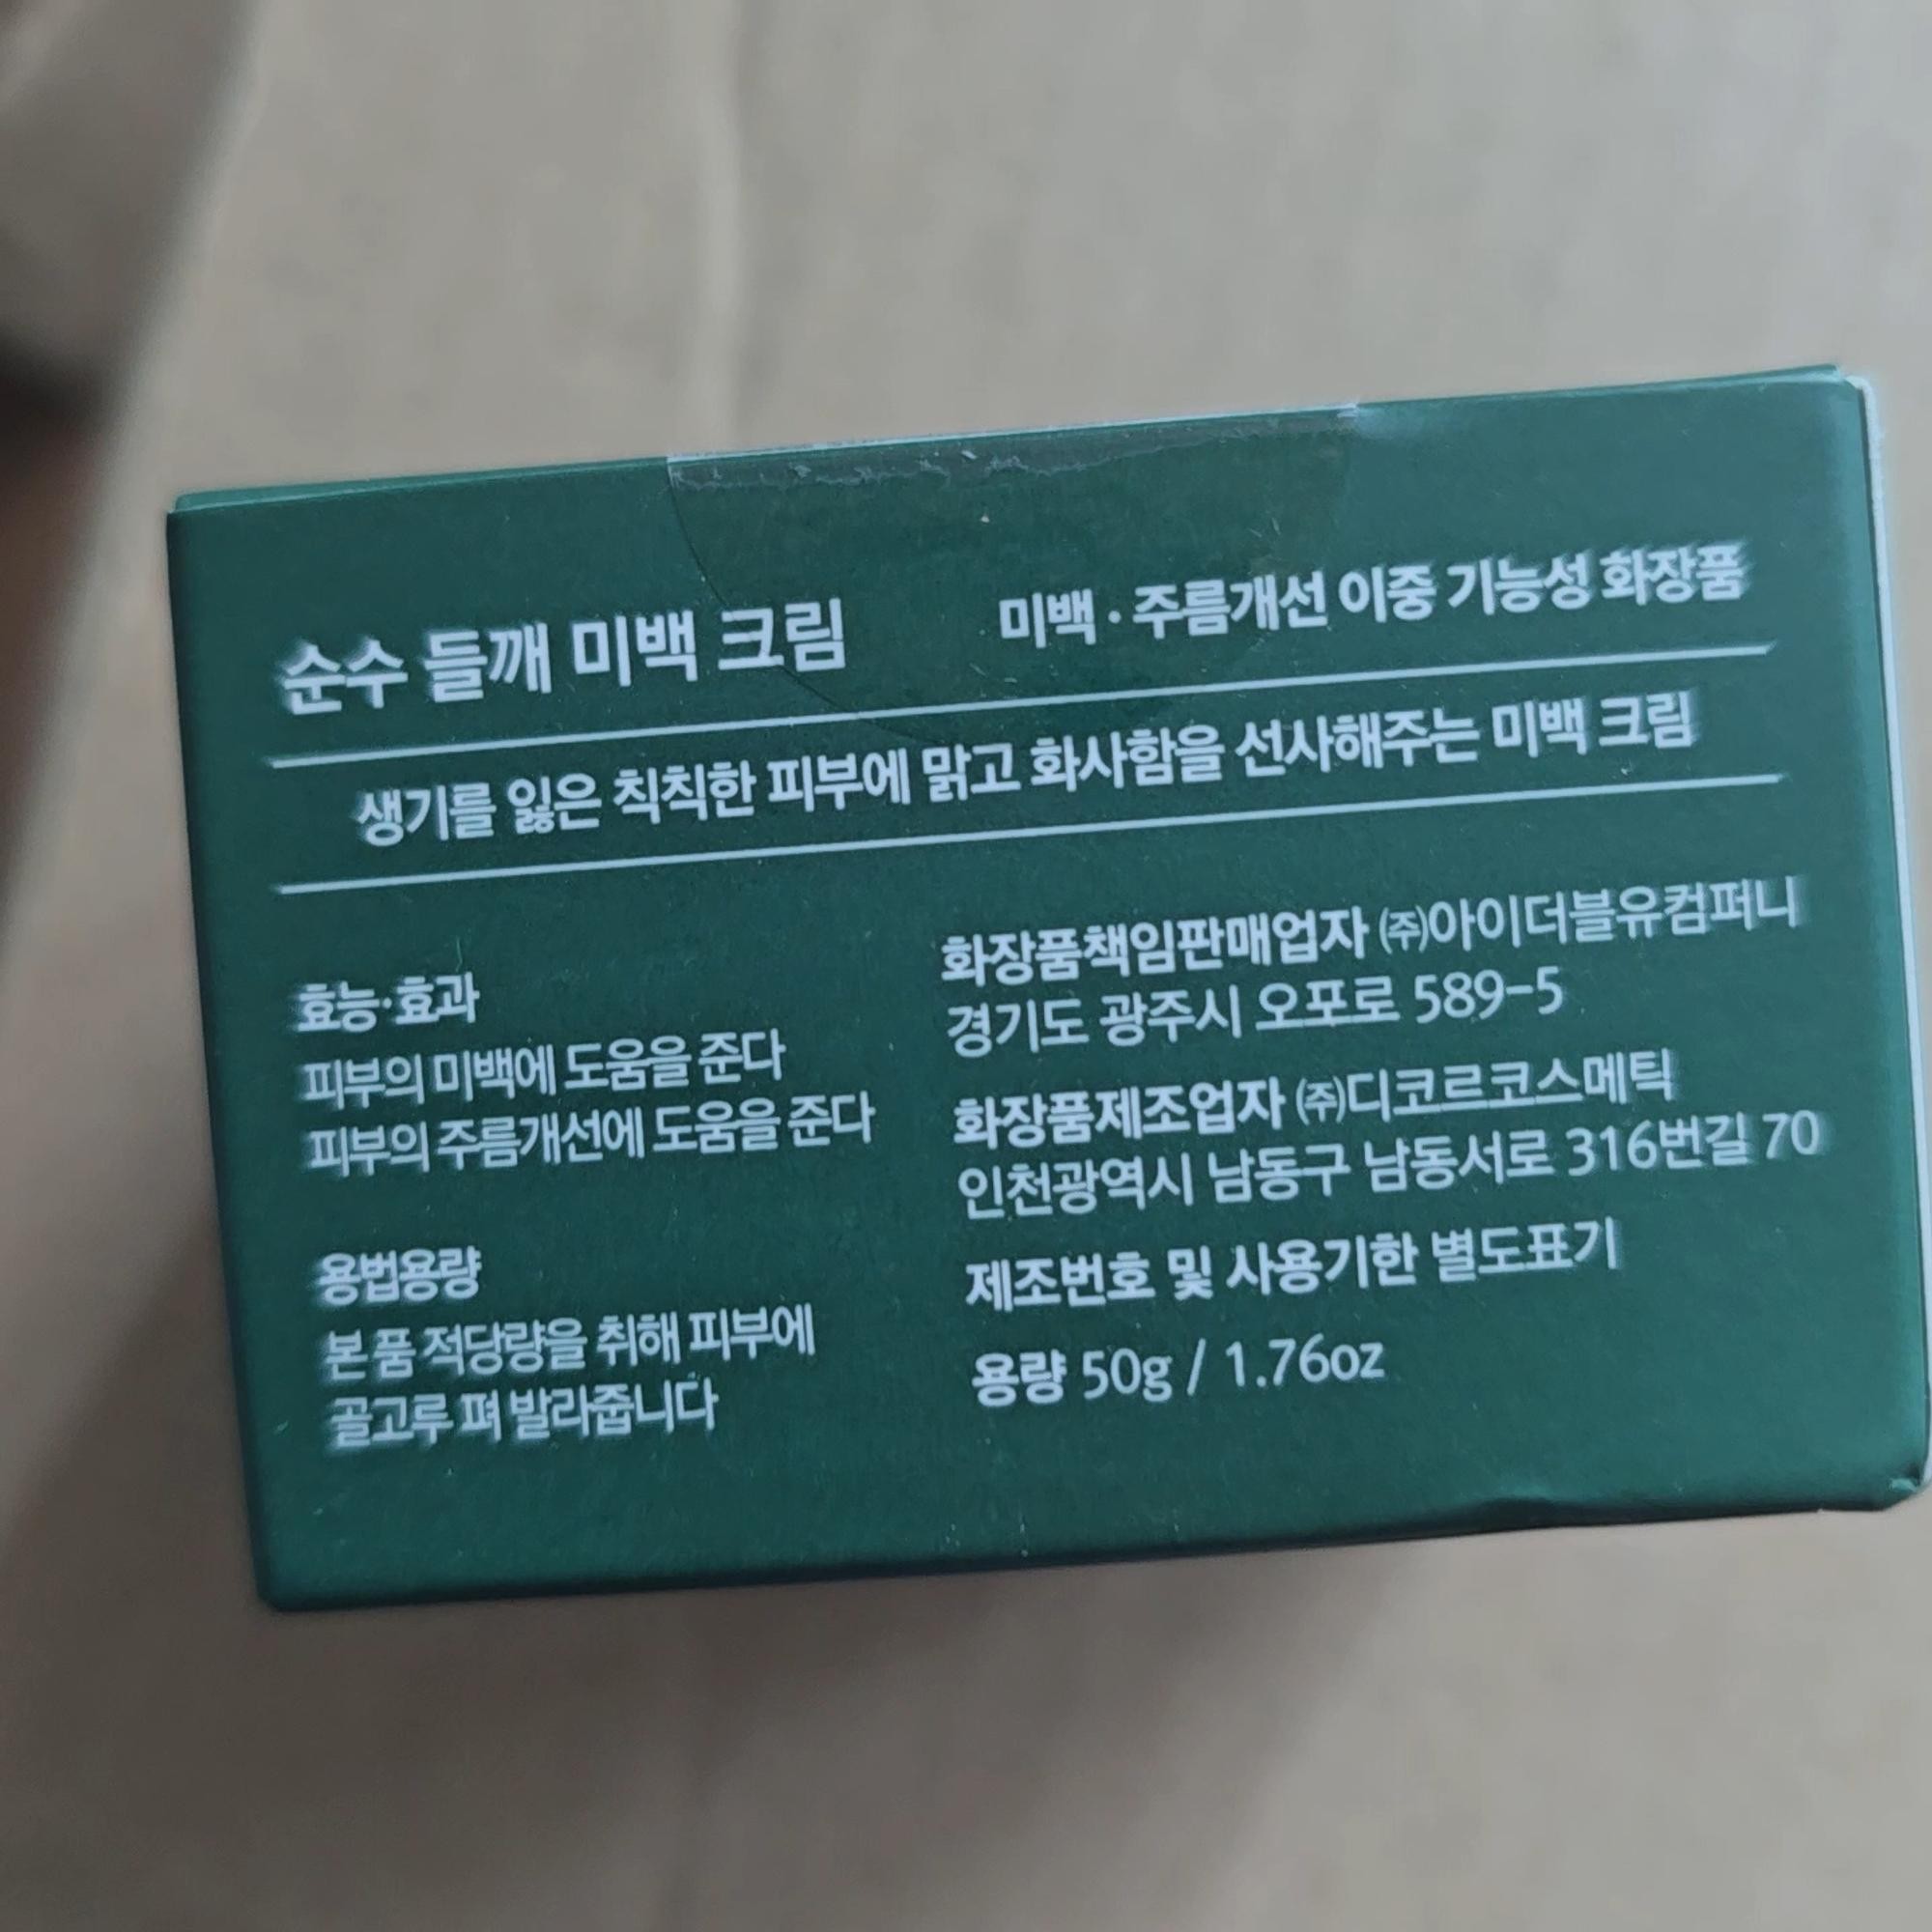 순수 들깨 미백 크림
미백 · 주름개선 이중 기능성 화장품
생기를 잃은 칙칙한 피부에 맑고 화사함을 선사해주는 미백 크림
효능·효과
피부의 미백에 도움을 준다
피부의 주름개선에 도움을 준다
용법용량
본 품 적당량을 취해 피부에
골고루 펴 발라줍니다
화장품책임판매업자 ㈜아이더블유컴퍼니
경기도 광주시 오포로 589-5
화장품제조업자 ㈜디코르코스메틱
인천광역시 남동구 남동서로 316번길 70
제조번호 및 사용기한 별도표기
용량 50g / 1.76oz